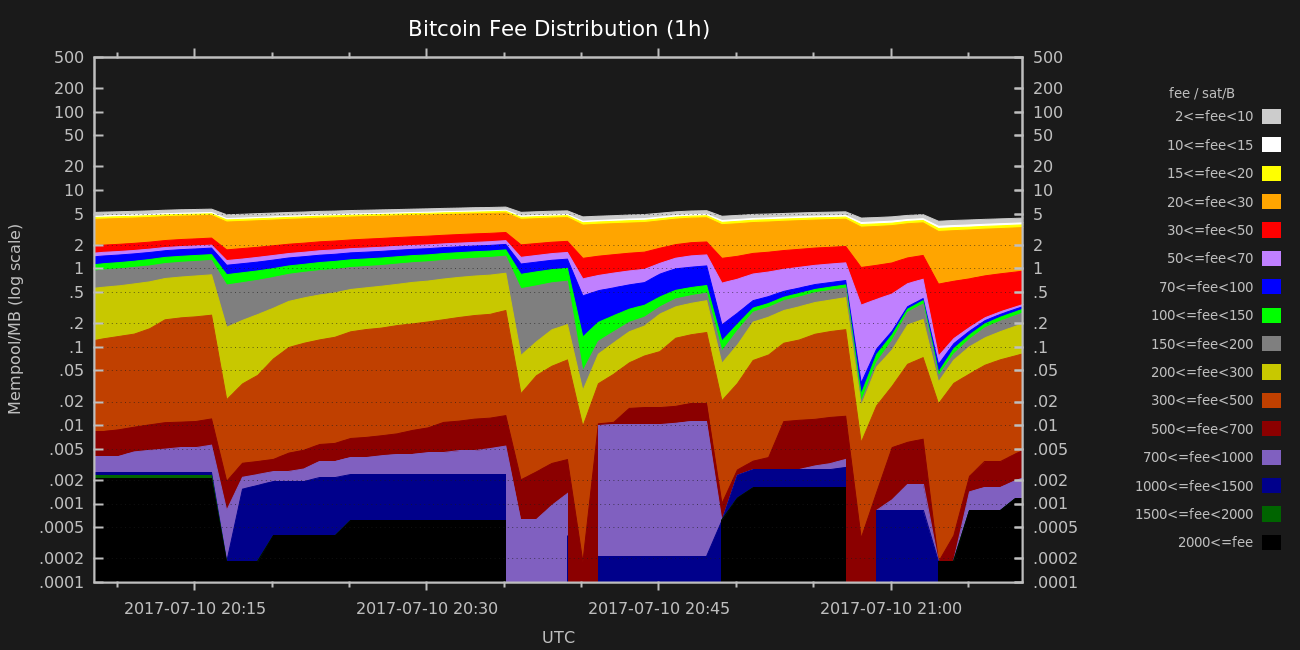 Bitcoin Fee Distribution (1h)
Mempool/MB (log scale)
500
200
100
50
20
10
5
2
1
.5
.2
.1
.05
.02
.01
.005
.002
.001
.0005
.0002
.0001
500
200
100
50
20
10
5
2
1
.5
.2
.1
.05
.02
.01
.005
.002
.001
.0005
.0002
.0001
fee / sat/B
2<=fee<10
10<=fee<15
15<=fee<20
20<=fee<30
30<=fee<50
50<=fee<70
70<=fee<100
100<=fee<150
150<=fee<200
200<=fee<300
300<=fee<500
500<=fee<700
700<=fee<1000
1000<=fee<1500
1500<=fee<2000
2000<=fee
2017-07-10 20:15 2017-07-10 20:30 2017-07-10 20:45 2017-07-10 21:00
UTC